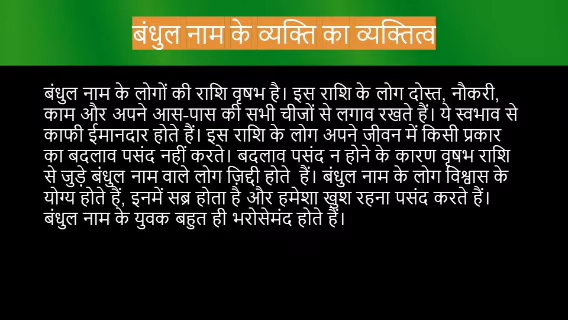 बंधुल नाम के व्यक्ति का व्यक्तित्व
बंधुल नाम के लोगों की राशि वृषभ है। इस राशि के लोग दोस्त, नौकरी,
काम और अपने आस-पास की सभी चीजों से लगाव रखते हैं। ये स्वभाव से
काफी ईमानदार होते हैं। इस राशि के लोग अपने जीवन में किसी प्रकार
का बदलाव पसंद नहीं करते। बदलाव पसंद न होने के कारण वृषभ राशि
से जुड़े बंधुल नाम वाले लोग ज़िद्दी होते हैं। बंधुल नाम के लोग विश्वास के
योग्य होते हैं, इनमें सब्र होता है और हमेशा खुश रहना पसंद करते हैं।
बंधुल नाम के युवक बहुत ही भरोसेमंद होते हैं।